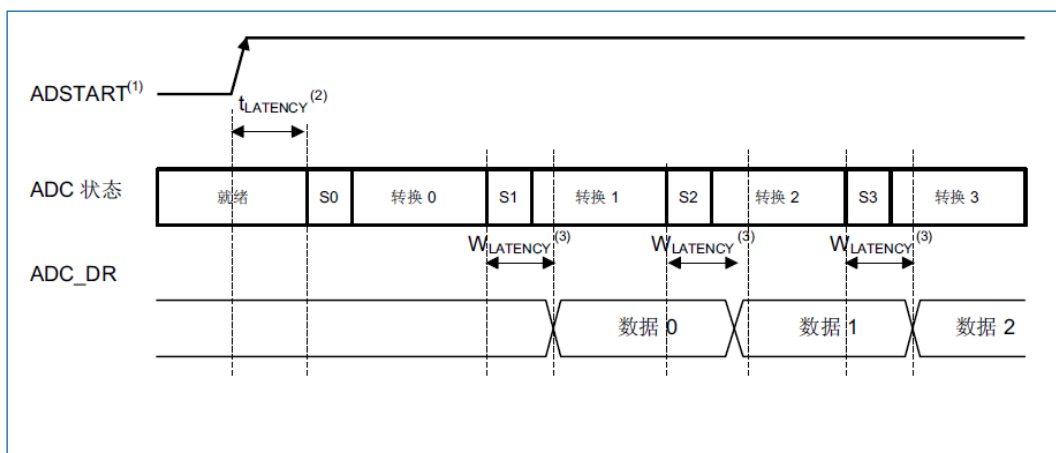 ADSTART(1)
tLATENCY(2)
ADC 状态
就绪 S0 转换 0 S1 转换 1 S2 转换 2 S3 转换 3
WLATENCY(3) WLATENCY(3) WLATENCY(3)
ADC_DR
数据 0 数据 1 数据 2